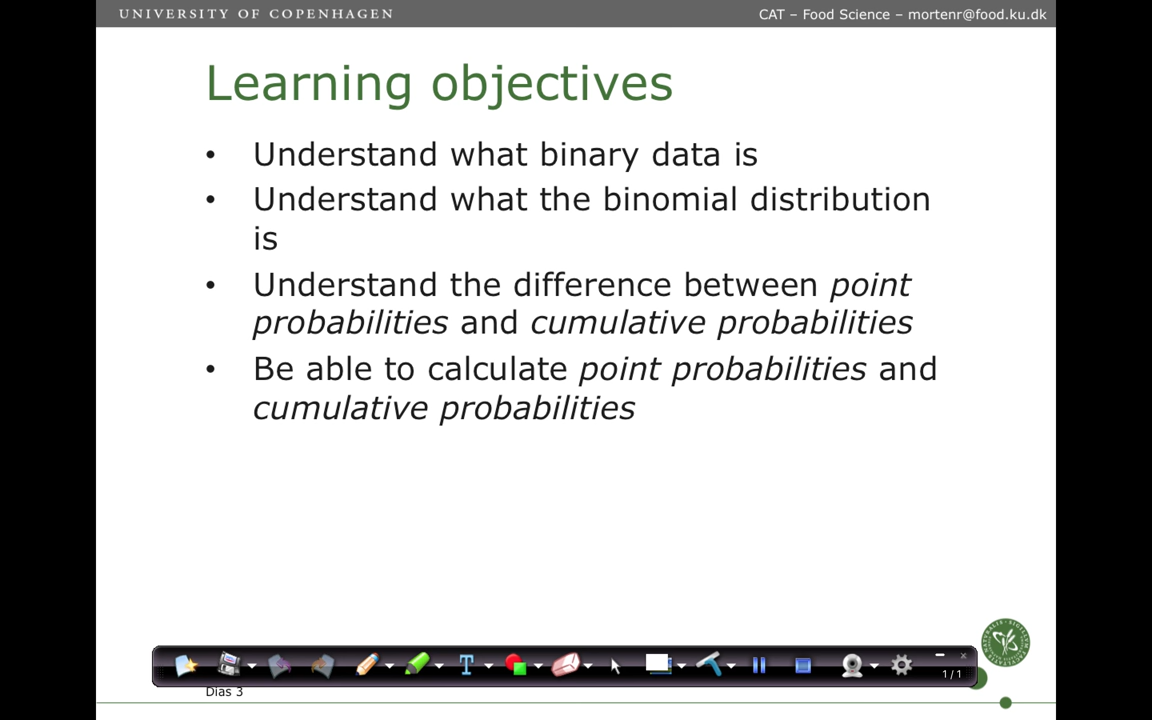 UNIVERSITY OF COPENHAGEN
CAT – Food Science – mortenr@food.ku.dk
Learning objectives
• Understand what binary data is
• Understand what the binomial distribution
is
• Understand the difference between point
probabilities and cumulative probabilities
• Be able to calculate point probabilities and
cumulative probabilities
T
1 / 1
Dias 3